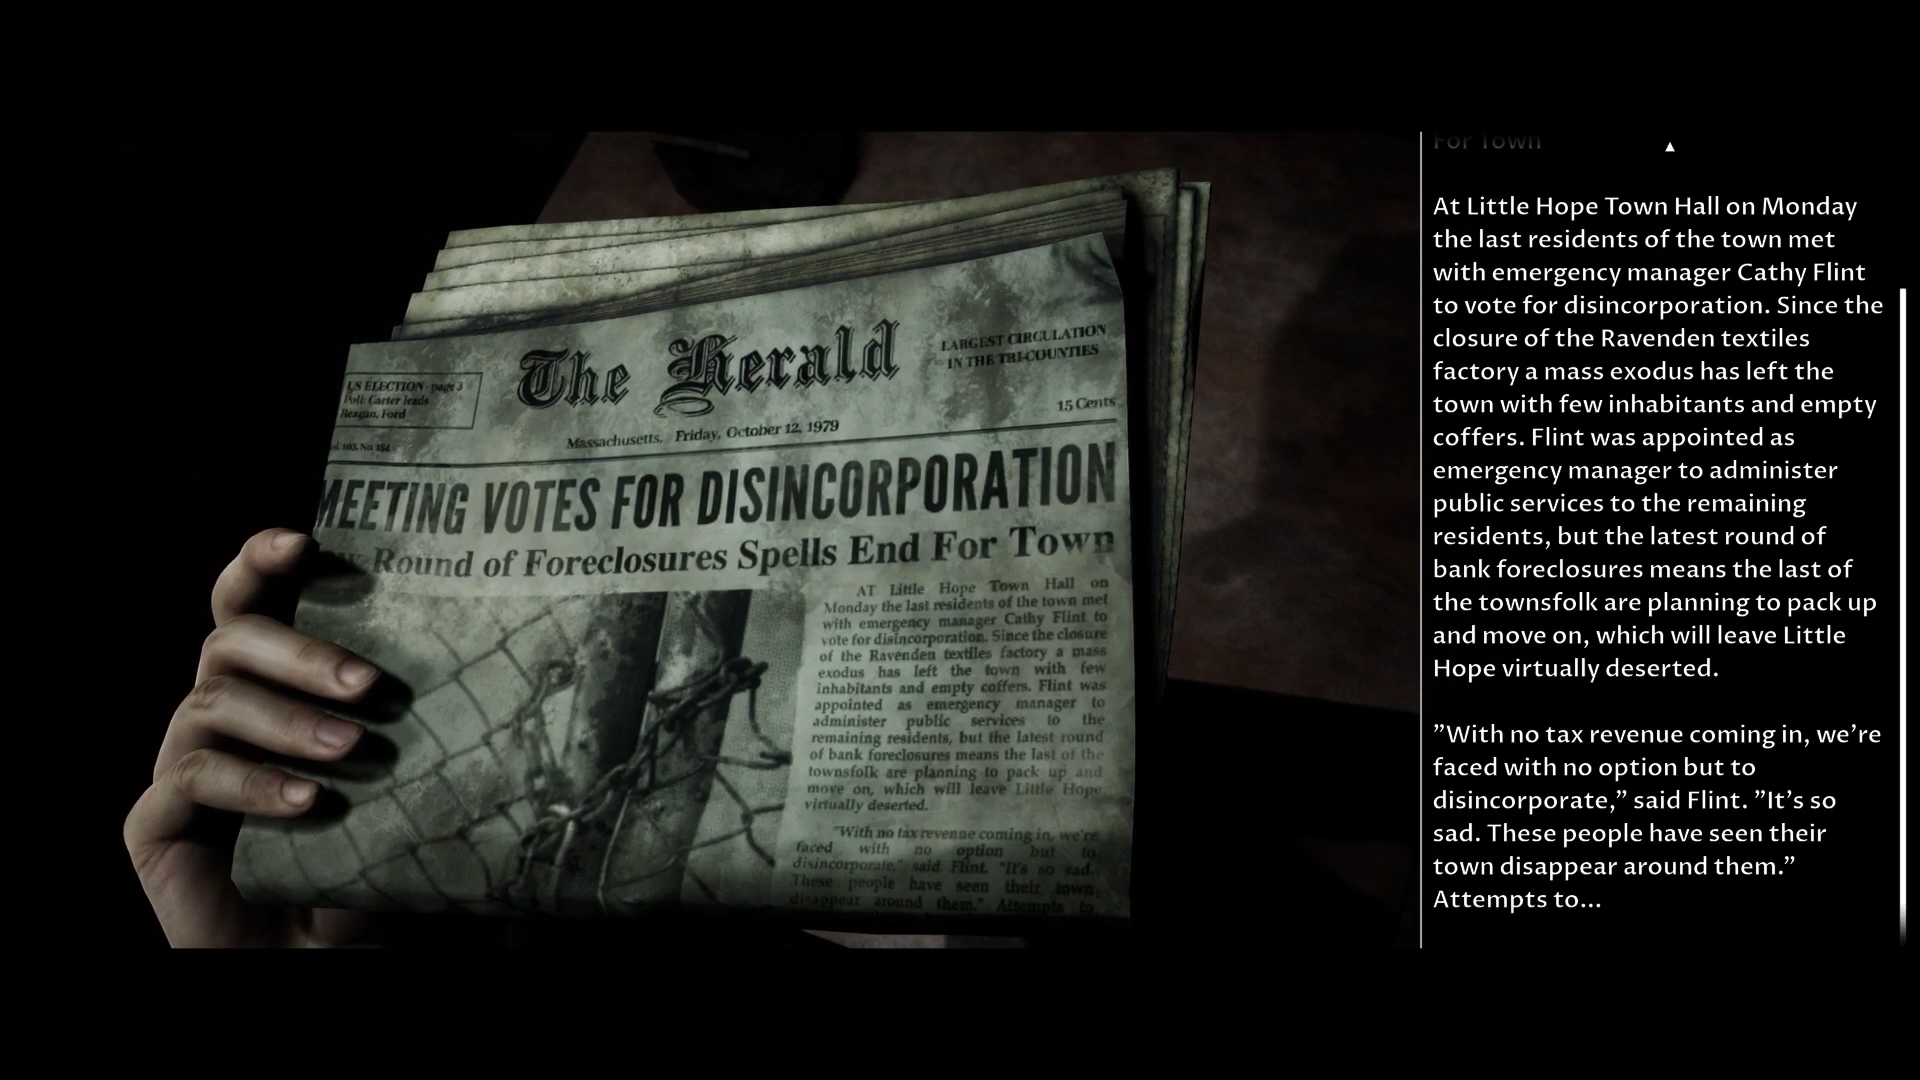 The Herald
LARGEST CIRCULATION
IN THE TRI-COUNTIES
US ELECTION - page 3
Poll: Carter leads
Reagan, Ford
15 Cents
Massachusetts, Friday, October 12, 1979
No. 154
MEETING VOTES FOR DISINCORPORATION
Round of Foreclosures Spells End For Town
AT Little Hope Town Hall on
Monday the last residents of the town met
with emergency manager Cathy Flint to
vote for disincorporation. Since the closure
of the Ravenden textiles factory a mass
exodus has left the town with few
inhabitants and empty coffers. Flint was
appointed as emergency manager to
administer public services to the
remaining residents, but the latest round
of bank foreclosures means the last of the
townsfolk are planning to pack up and
move on, which will leave Little Hope
virtually deserted.
"With no tax revenue coming in, we're
faced with no option but to
disincorporate," said Flint. "It's so sad.
These people have seen their town
disappear around them." Attempts to
For Town
At Little Hope Town Hall on Monday
the last residents of the town met
with emergency manager Cathy Flint
to vote for disincorporation. Since the
closure of the Ravenden textiles
factory a mass exodus has left the
town with few inhabitants and empty
coffers. Flint was appointed as
emergency manager to administer
public services to the remaining
residents, but the latest round of
bank foreclosures means the last of
the townsfolk are planning to pack up
and move on, which will leave Little
Hope virtually deserted.
”With no tax revenue coming in, we’re
faced with no option but to
disincorporate,” said Flint. ”It’s so
sad. These people have seen their
town disappear around them.”
Attempts to...